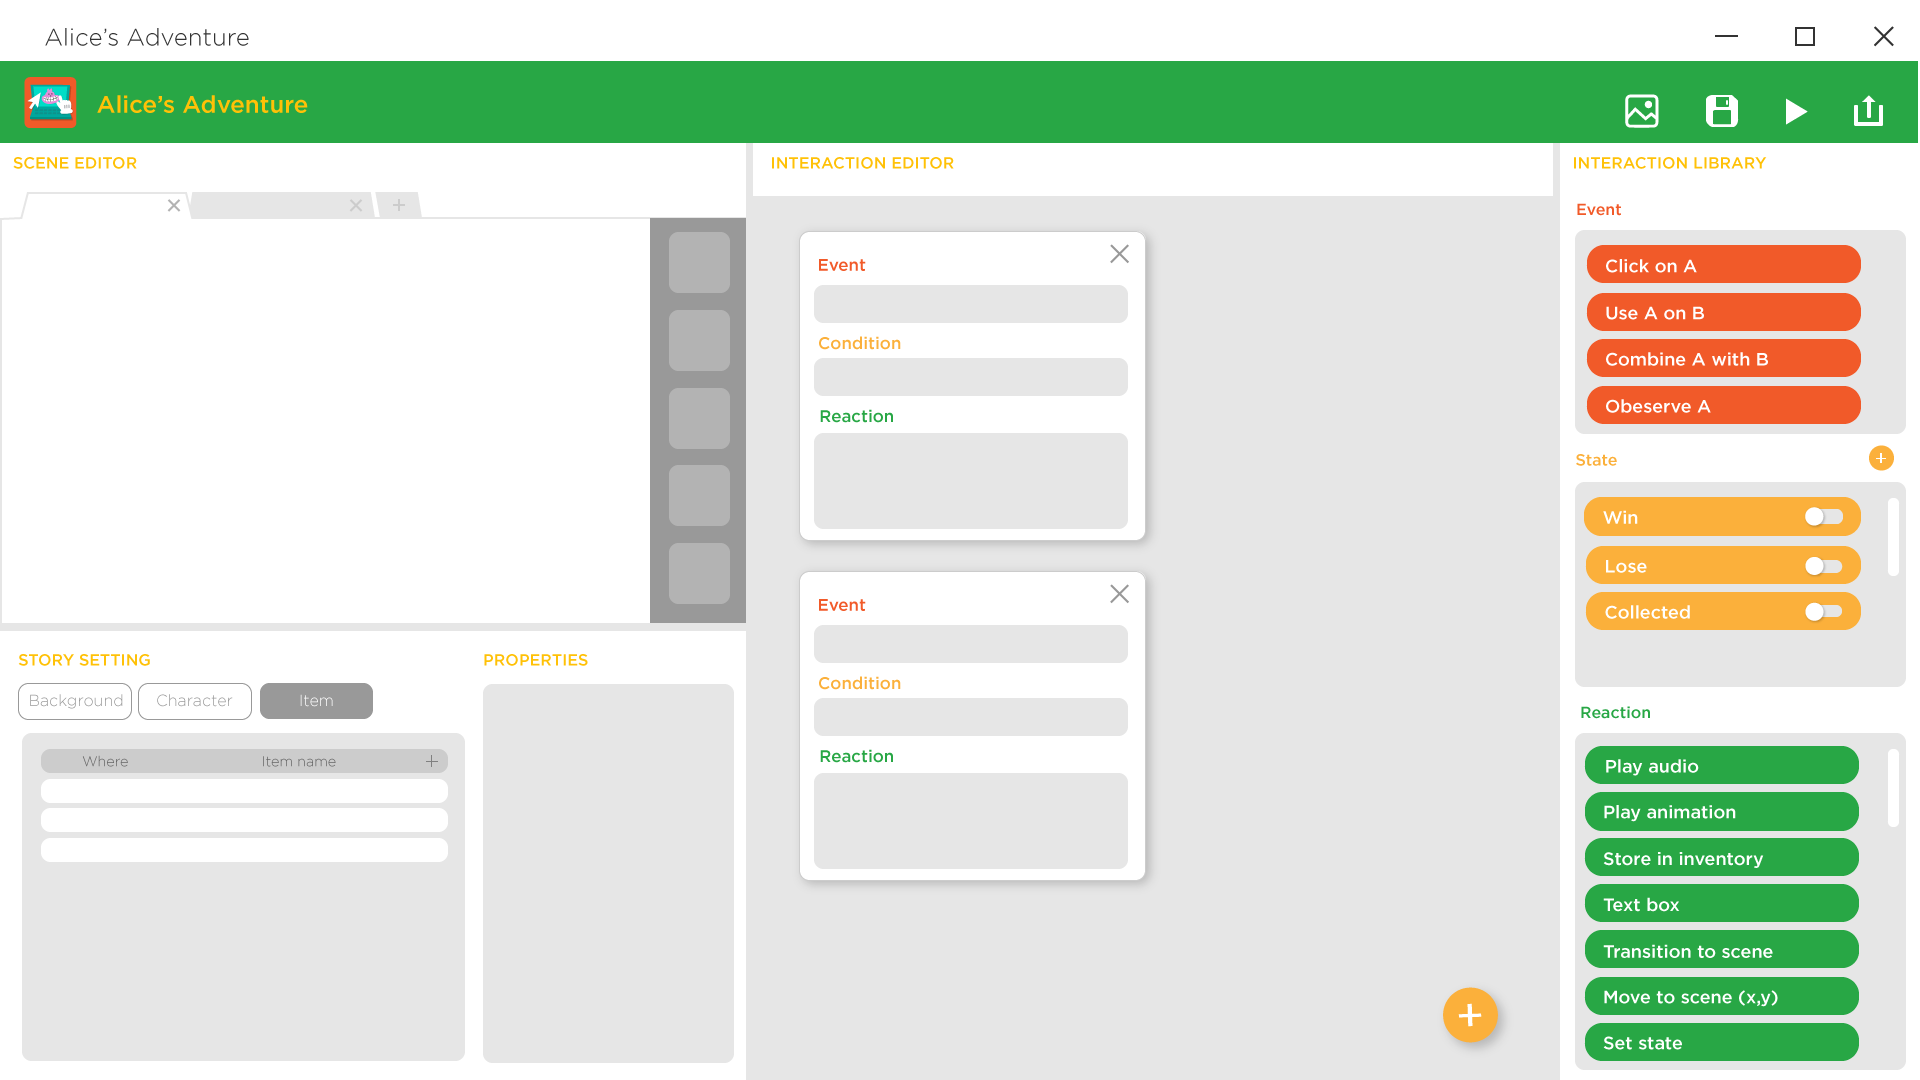 Alice’s Adventure
Alice’s Adventure
SCENE EDITOR
STORY SETTING
Background Character Item
Where Item name
PROPERTIES
INTERACTION EDITOR
Event
Condition
Reaction
Event
Condition
Reaction
INTERACTION LIBRARY
Event
Click on A
Use A on B
Combine A with B
Obeserve A
State
Win
Lose
Collected
Reaction
Play audio
Play animation
Store in inventory
Text box
Transition to scene
Move to scene (x,y)
Set state